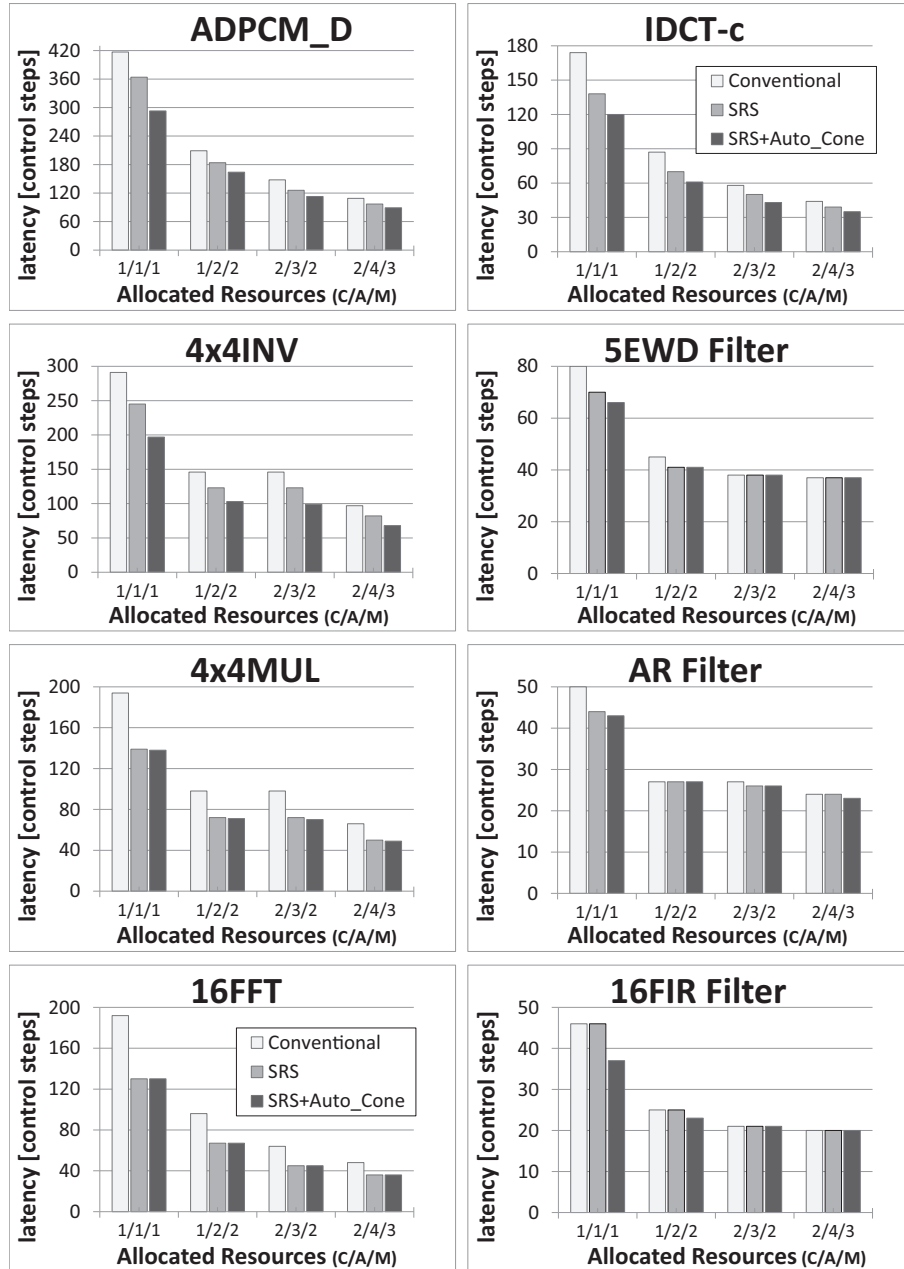 ADPCM_D
latency [control steps]
420
360
300
240
180
120
60
0
1/1/1 1/2/2 2/3/2 2/4/3
Allocated Resources (C/A/M)
IDCT-c
latency [control steps]
180
150
120
90
60
30
0
Conventional
SRS
SRS+Auto_Cone
1/1/1 1/2/2 2/3/2 2/4/3
Allocated Resources (C/A/M)
4x4INV
latency [control steps]
300
250
200
150
100
50
0
1/1/1 1/2/2 2/3/2 2/4/3
Allocated Resources (C/A/M)
5EWD Filter
latency [control steps]
80
60
40
20
0
1/1/1 1/2/2 2/3/2 2/4/3
Allocated Resources (C/A/M)
4x4MUL
latency [control steps]
200
160
120
80
40
0
1/1/1 1/2/2 2/3/2 2/4/3
Allocated Resources (C/A/M)
AR Filter
latency [control steps]
50
40
30
20
10
0
1/1/1 1/2/2 2/3/2 2/4/3
Allocated Resources (C/A/M)
16FFT
latency [control steps]
200
160
120
80
40
0
Conventional
SRS
SRS+Auto_Cone
1/1/1 1/2/2 2/3/2 2/4/3
Allocated Resources (C/A/M)
16FIR Filter
latency [control steps]
50
40
30
20
10
0
1/1/1 1/2/2 2/3/2 2/4/3
Allocated Resources (C/A/M)